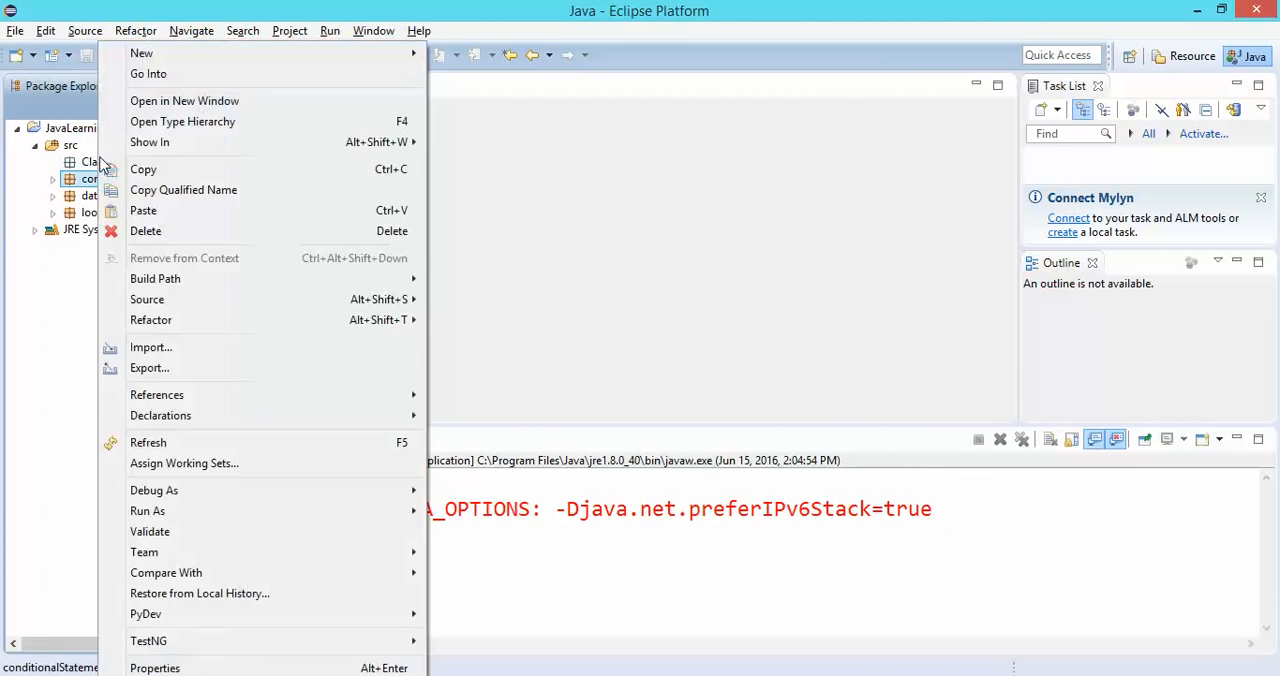 Java - Eclipse Platform
File Edit Source Refactor Navigate Search Project Run Window Help
Quick Access Resource Java
Package Explo
JavaLearni
src
Cla
con
dat
loo
JRE Sys
New
Go Into
Open in New Window
Open Type Hierarchy F4
Show In Alt+Shift+W
Copy Ctrl+C
Copy Qualified Name
Paste Ctrl+V
Delete Delete
Remove from Context Ctrl+Alt+Shift+Down
Build Path
Source Alt+Shift+S
Refactor Alt+Shift+T
Import...
Export...
References
Declarations
Refresh F5
Assign Working Sets...
Debug As
Run As
Validate
Team
Compare With
Restore from Local History...
PyDev
TestNG
Properties Alt+Enter
Task List
Find All Activate...
Connect Mylyn
Connect to your task and ALM tools or
create a local task.
Outline
An outline is not available.
plication] C:\Program Files\Java\jre1.8.0_40\bin\javaw.exe (Jun 15, 2016, 2:04:54 PM)
A_OPTIONS: -Djava.net.preferIPv6Stack=true
conditionalStateme